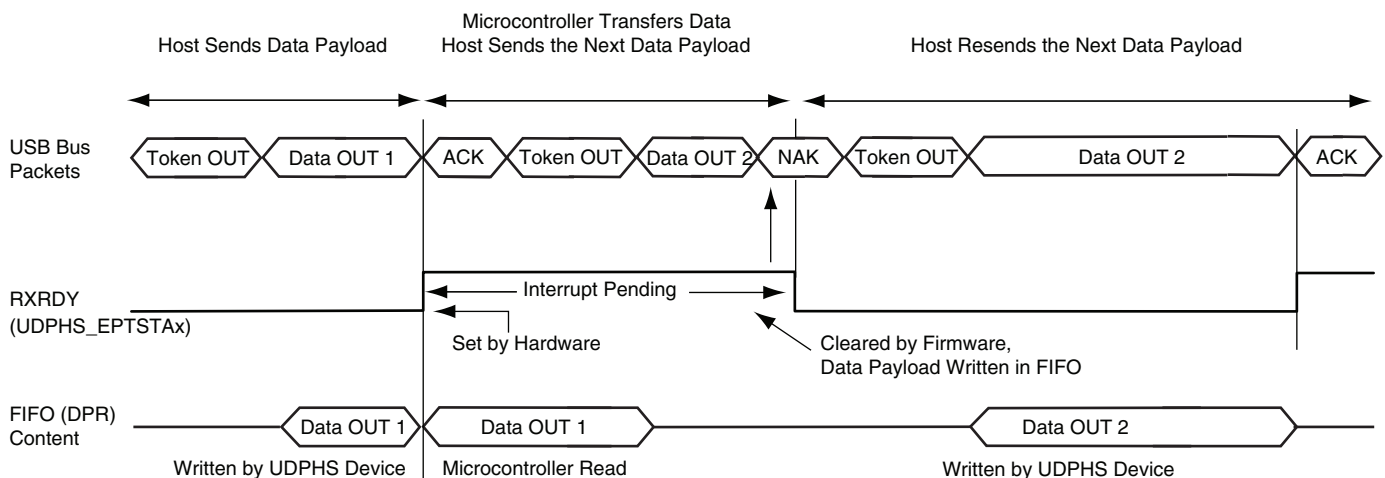 Microcontroller Transfers Data
Host Sends Data Payload
Host Sends the Next Data Payload
Host Resends the Next Data Payload
USB Bus
Packets
Token OUT
Data OUT 1
ACK
Token OUT
Data OUT 2
NAK
Token OUT
Data OUT 2
ACK
RXRDY
(UDPHS_EPTSTAx)
Interrupt Pending
Set by Hardware
Cleared by Firmware,
Data Payload Written in FIFO
FIFO (DPR)
Content
Data OUT 1
Data OUT 1
Data OUT 2
Written by UDPHS Device
Microcontroller Read
Written by UDPHS Device